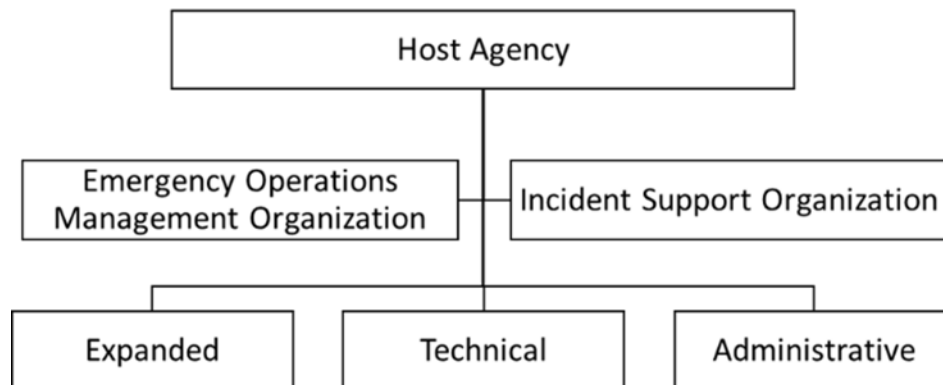 Host Agency
Emergency Operations
Management Organization
Incident Support Organization
Expanded
Technical
Administrative